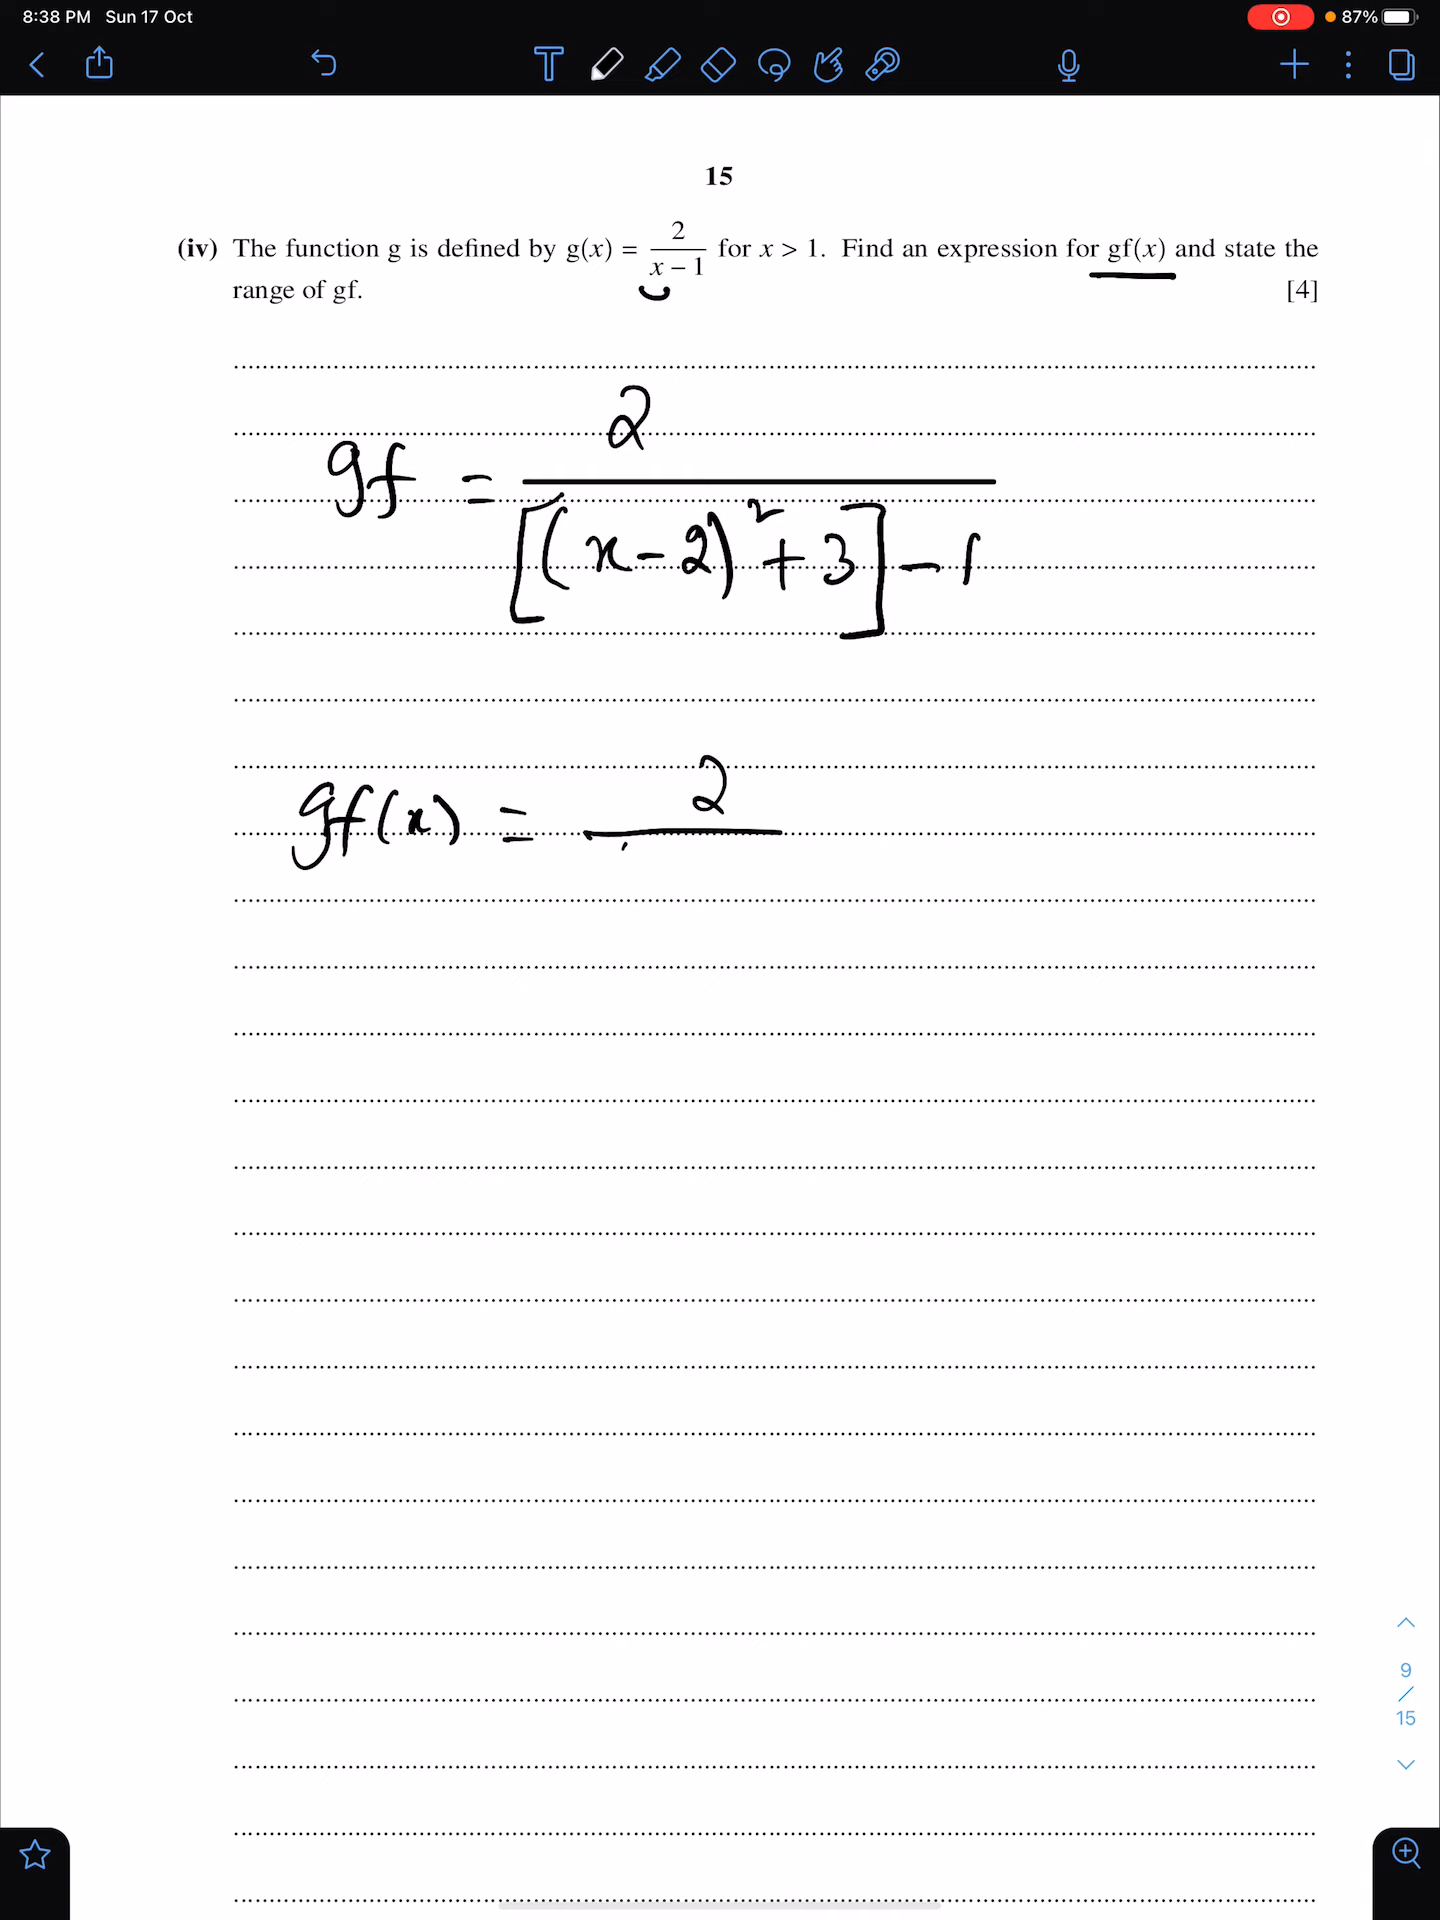 8:38 PM Sun 17 Oct 87%
15
(iv) The function g is defined by g(x) = 2/(x − 1) for x > 1. Find an expression for gf(x) and state the
range of gf. [4]
gf = 2/([(x − 2)² + 3] − 1)
gf(x) = 2
9
/
15